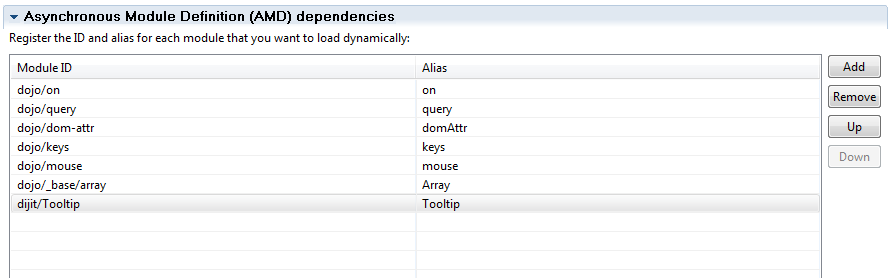 Asynchronous Module Definition (AMD) dependencies
Register the ID and alias for each module that you want to load dynamically:
Module ID Alias Add
dojo/on on
dojo/query query Remove
dojo/dom-attr domAttr Up
dojo/keys keys
dojo/mouse mouse Down
dojo/_base/array Array
dijit/Tooltip Tooltip